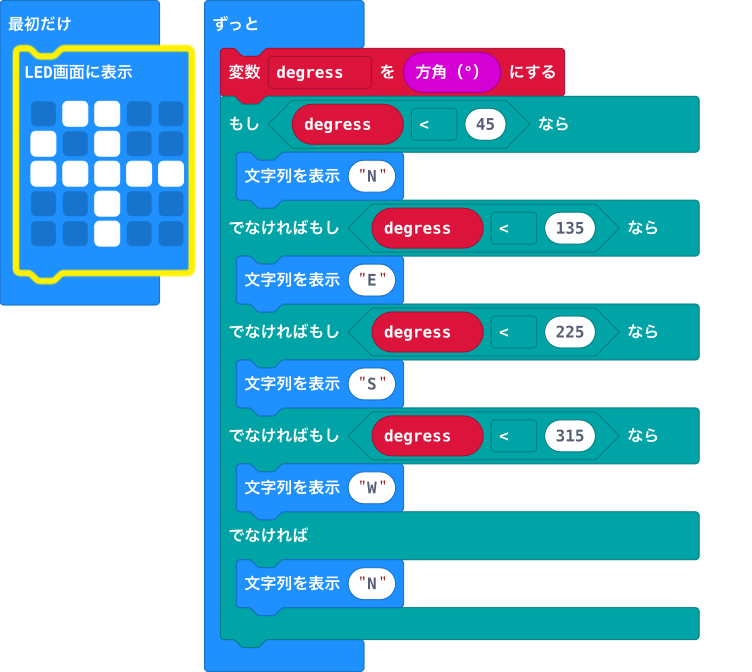 最初だけ
LED画面に表示
ずっと
変数 degress を 方角 (°) にする
もし degress < 45 なら
文字列を表示 "N"
でなければもし degress < 135 なら
文字列を表示 "E"
でなければもし degress < 225 なら
文字列を表示 "S"
でなければもし degress < 315 なら
文字列を表示 "W"
でなければ
文字列を表示 "N"